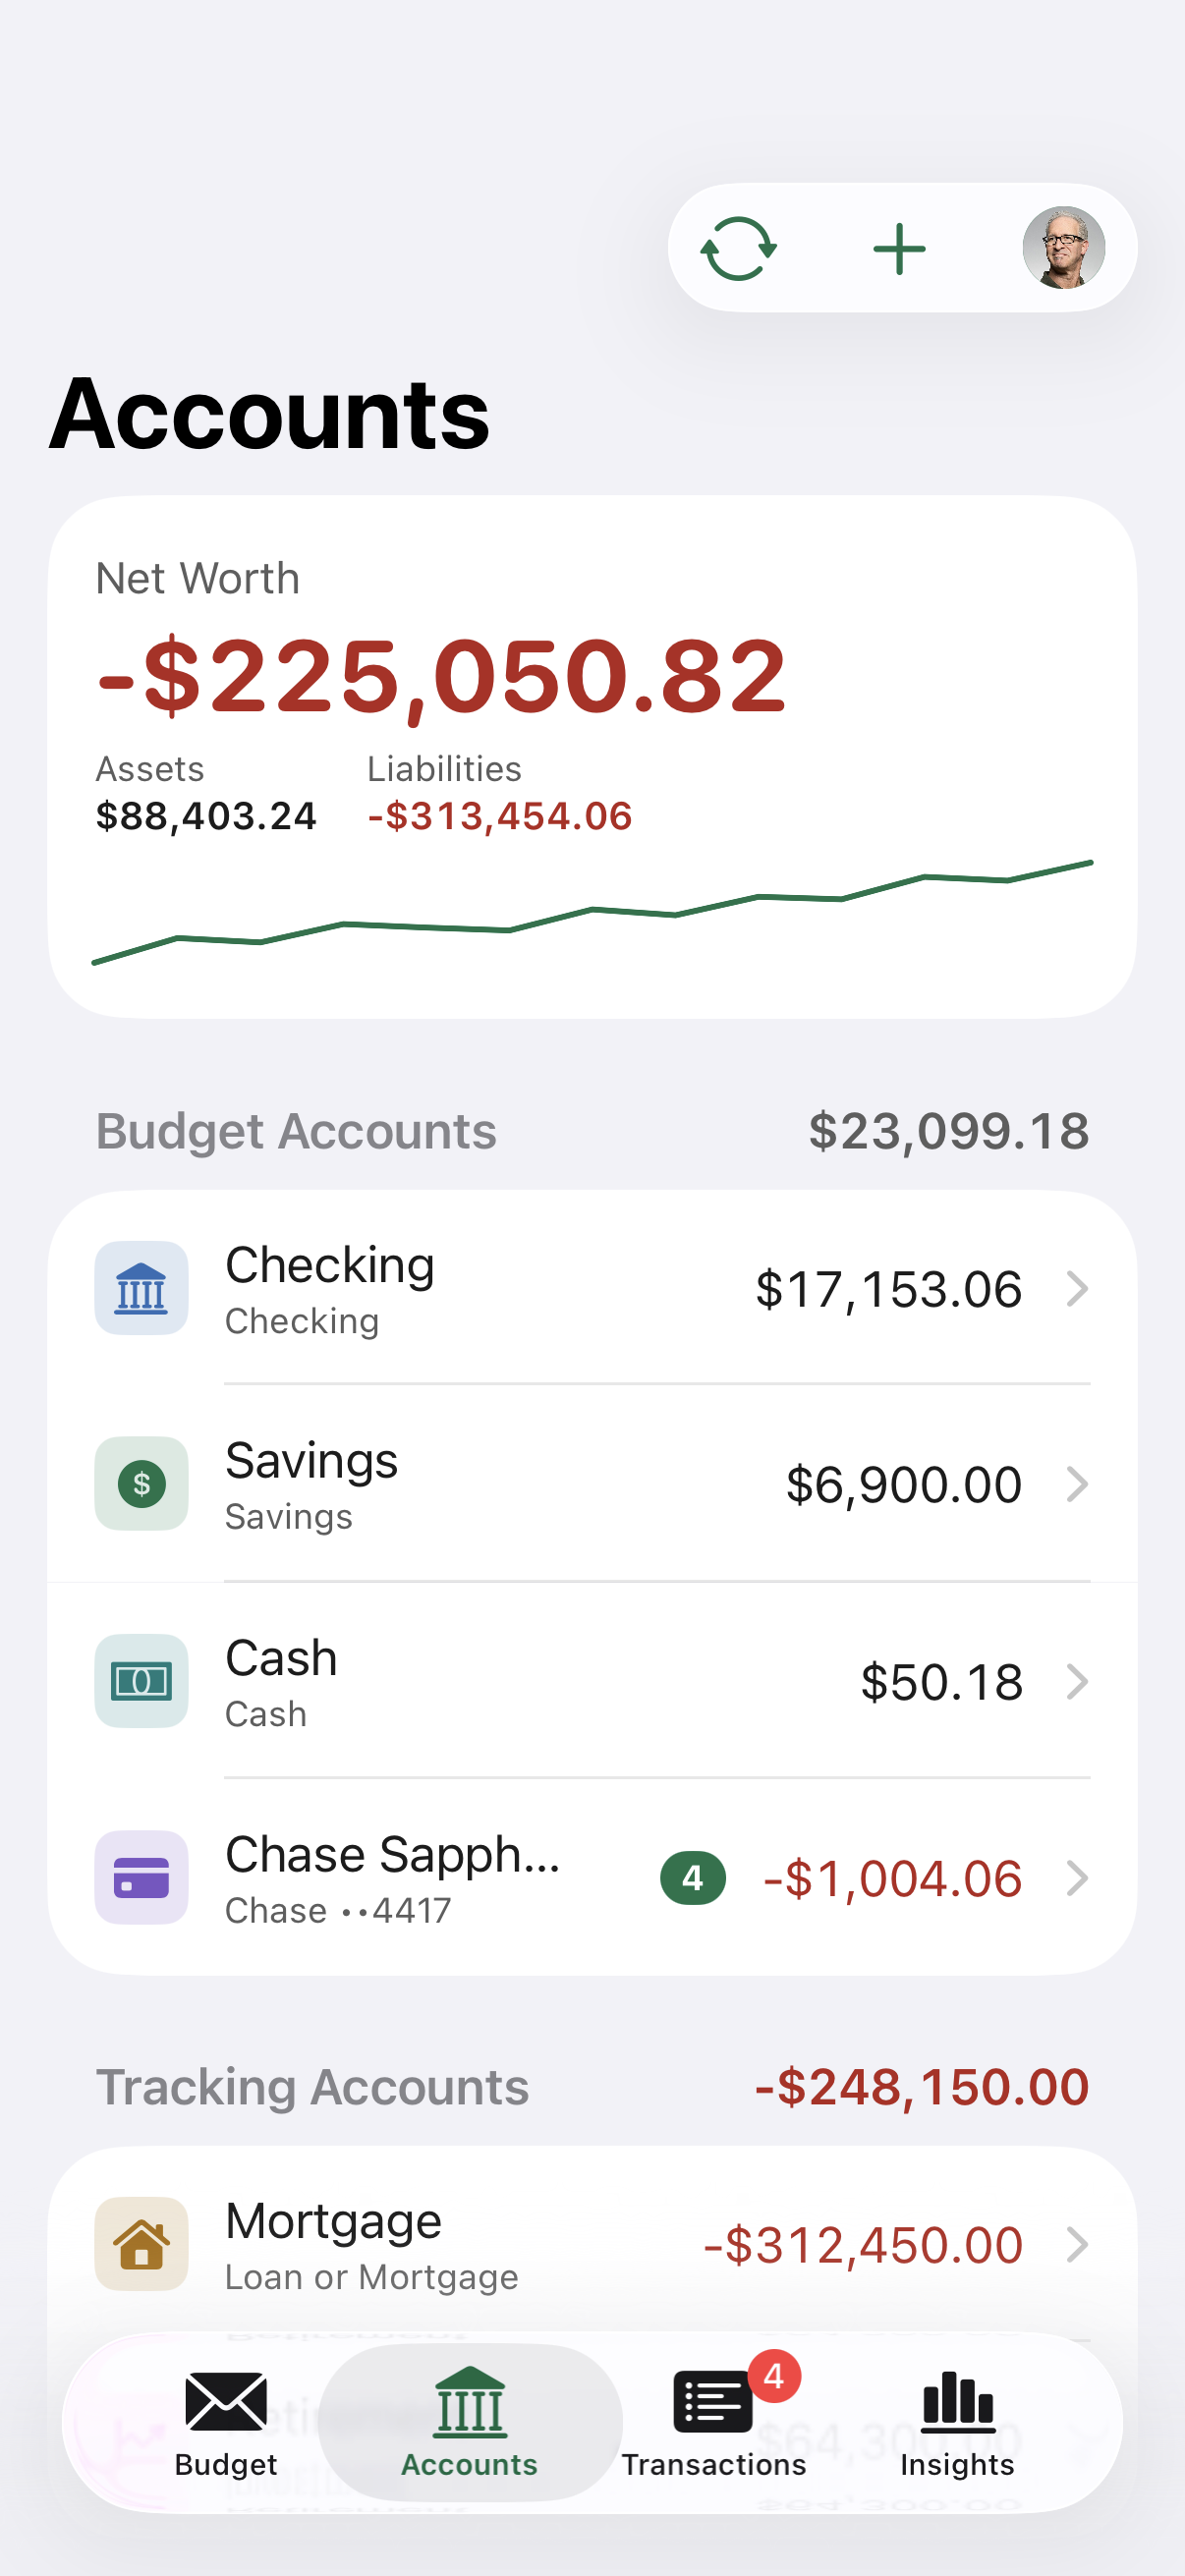 Accounts
Net Worth
-$225,050.82
Assets Liabilities
$88,403.24 -$313,454.06
Budget Accounts $23,099.18
Checking
Checking
$17,153.06
Savings
Savings
$6,900.00
Cash
Cash
$50.18
Chase Sapph...
Chase ••4417
4 -$1,004.06
Tracking Accounts -$248,150.00
Mortgage
Loan or Mortgage
-$312,450.00
$64,300.00
4
Budget Accounts Transactions Insights